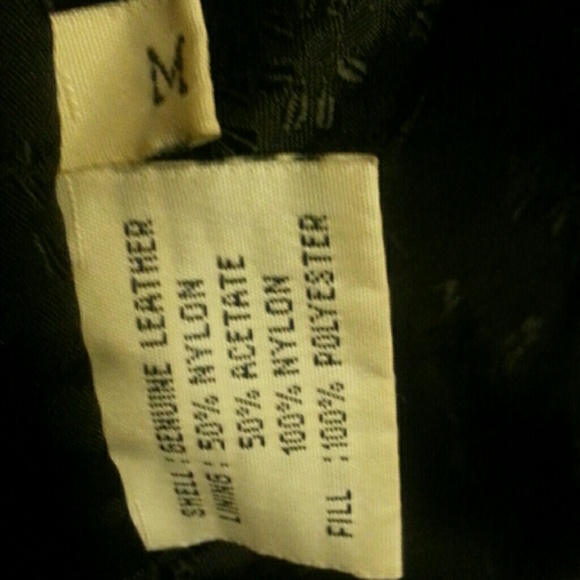 M
SHELL : GENUINE LEATHER
LINING : 50% NYLON
50% ACETATE
100% NYLON
FILL : 100% POLYESTER